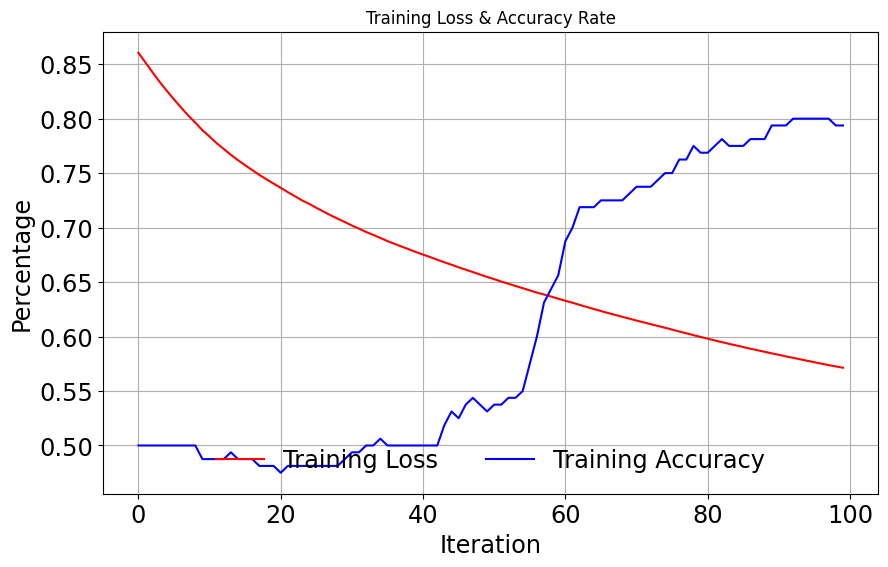 Training Loss & Accuracy Rate
0.85
0.80
0.75
0.70
0.65
0.60
0.55
0.50
Percentage
Training Loss Training Accuracy
0 20 40 60 80 100
Iteration